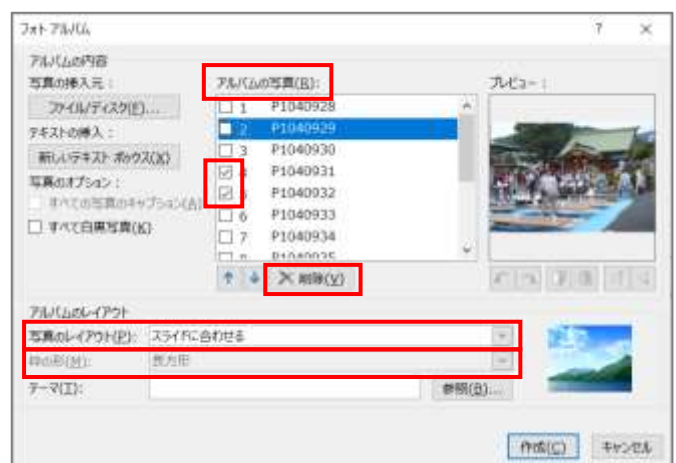 フォト アルバム
? ×
アルバムの内容
写真の挿入元：
ファイル/ディスク(F)...
テキストの挿入：
新しいテキスト ボックス(X)
写真のオプション：
すべての写真の下にキャプション(A)
すべて白黒写真(K)
アルバムの写真(R):
1 P1040928
2 P1040929
3 P1040930
4 P1040931
5 P1040932
6 P1040933
7 P1040934
8 P1040935
削除(V)
プレビュー：
アルバムのレイアウト
写真のレイアウト(P): スライドに合わせる
枠の形(M): 長方形
テーマ(T):
参照(B)...
作成(C)
キャンセル